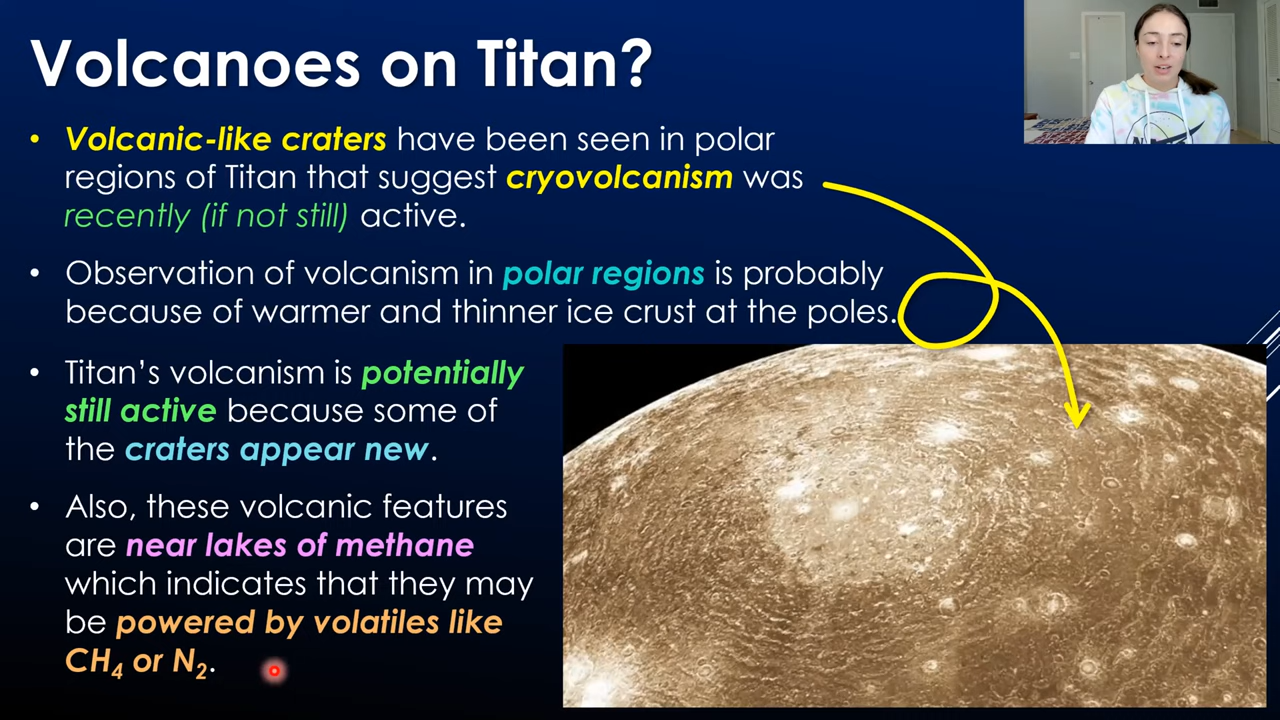 Volcanoes on Titan?
• Volcanic-like craters have been seen in polar
regions of Titan that suggest cryovolcanism was
recently (if not still) active.
• Observation of volcanism in polar regions is probably
because of warmer and thinner ice crust at the poles.
• Titan’s volcanism is potentially
still active because some of
the craters appear new.
• Also, these volcanic features
are near lakes of methane
which indicates that they may
be powered by volatiles like
CH₄ or N₂.